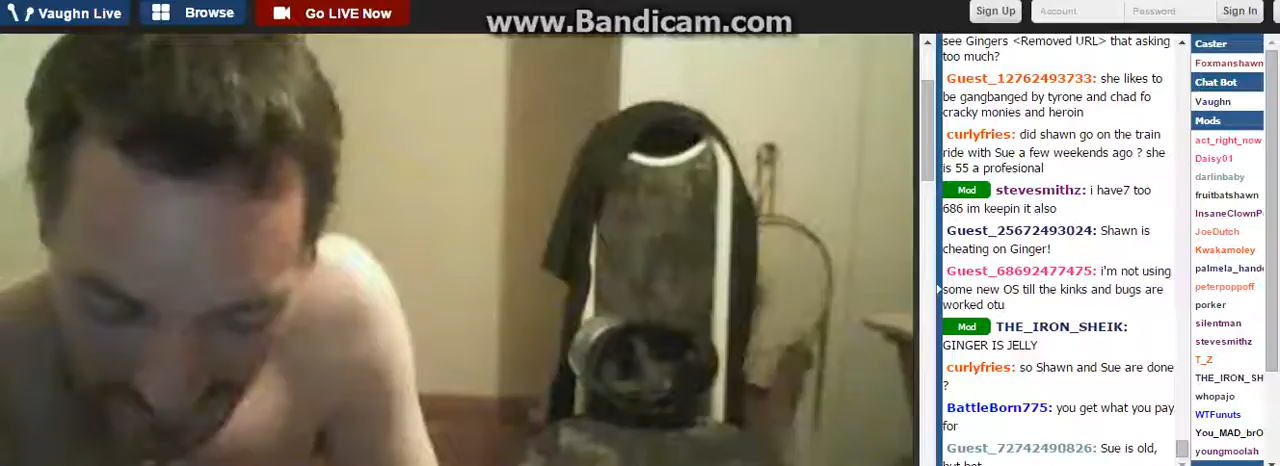 Vaughn Live
Browse
Go LIVE Now
www.Bandicam.com
Sign Up
Account
Password
Sign In
see Gingers <Removed URL> that asking
too much?
Guest_12762493733: she likes to
be gangbanged by tyrone and chad fo
cracky monies and heroin
curlyfries: did shawn go on the train
ride with Sue a few weekends ago ? she
is 55 a profesional
Mod stevesmithz: i have7 too
686 im keepin it also
Guest_25672493024: Shawn is
cheating on Ginger!
Guest_68692477475: i'm not using
some new OS till the kinks and bugs are
worked otu
Mod THE_IRON_SHEIK:
GINGER IS JELLY
curlyfries: so Shawn and Sue are done
?
BattleBorn775: you get what you pay
for
Guest_72742490826: Sue is old,
but hot
Caster
Foxmanshawn
Chat Bot
Vaughn
Mods
act_right_now
Daisy01
darlinbaby
fruitbatshawn
InsaneClownP
JoeDutch
Kwakamoley
palmela_hand
peterpoppoff
porker
silentman
stevesmithz
T_Z
THE_IRON_SH
whopajo
WTFunuts
You_MAD_brO
youngmoolah